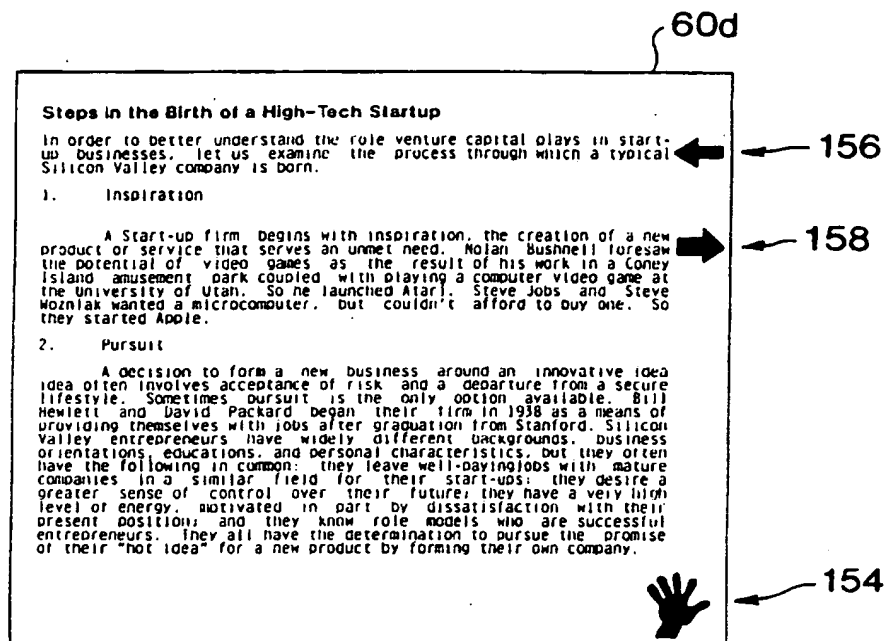 60d
Steps in the Birth of a High-Tech Startup
In order to better understand the role venture capital plays in start-
up businesses, let us examine the process through which a typical
Silicon Valley company is born.
156
1. Inspiration
A Start-up firm begins with inspiration, the creation of a new
product or service that serves an unmet need. Nolan Bushnell foresaw
the potential of video games as the result of his work in a Coney
Island amusement park coupled with playing a computer video game at
the University of Utah. So he launched Atari. Steve Jobs and Steve
Wozniak wanted a microcomputer, but couldn't afford to buy one. So
they started Apple.
158
2. Pursuit
A decision to form a new business around an innovative idea
idea often involves acceptance of risk and a departure from a secure
lifestyle. Sometimes pursuit is the only option available. Bill
Hewlett and David Packard began their firm in 1938 as a means of
providing themselves with jobs after graduation from Stanford. Silicon
Valley entrepreneurs have widely different backgrounds, business
orientations, educations, and personal characteristics, but they often
have the following in common: they leave well-payingjobs with mature
companies in a similar field for their start-ups; they desire a
greater sense of control over their future; they have a very high
level of energy, motivated in part by dissatisfaction with their
present position; and they know role models who are successful
entrepreneurs. They all have the determination to pursue the promise
of their "hot idea" for a new product by forming their own company.
154